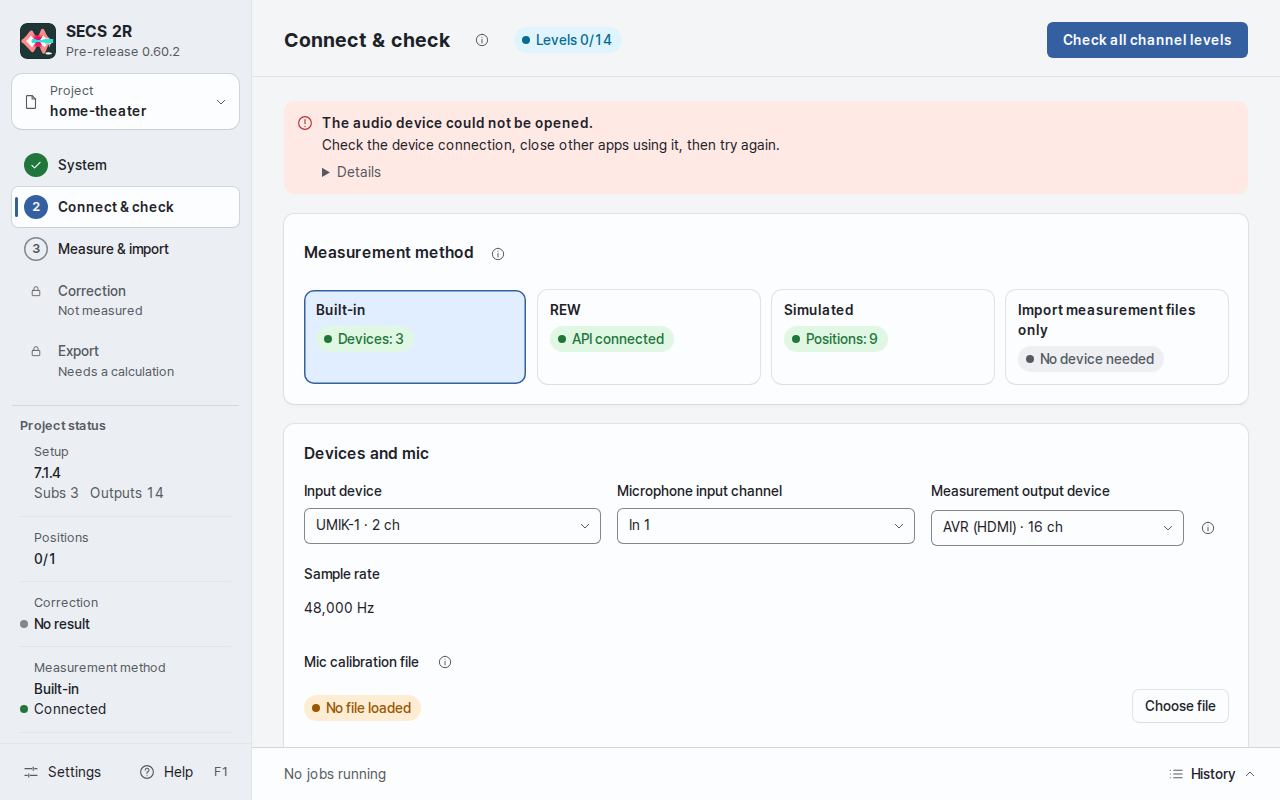 SECS 2R
Pre-release 0.60.2
Project
home-theater
System
2 Connect & check
3 Measure & import
Correction
Not measured
Export
Needs a calculation
Project status
Setup
7.1.4
Subs 3 Outputs 14
Positions
0/1
Correction
No result
Measurement method
Built-in
Connected
Settings
Help F1
Connect & check
Levels 0/14
Check all channel levels
The audio device could not be opened.
Check the device connection, close other apps using it, then try again.
Details
Measurement method
Built-in
Devices: 3
REW
API connected
Simulated
Positions: 9
Import measurement files
only
No device needed
Devices and mic
Input device
UMIK-1 · 2 ch
Microphone input channel
In 1
Measurement output device
AVR (HDMI) · 16 ch
Sample rate
48,000 Hz
Mic calibration file
No file loaded
Choose file
No jobs running
History